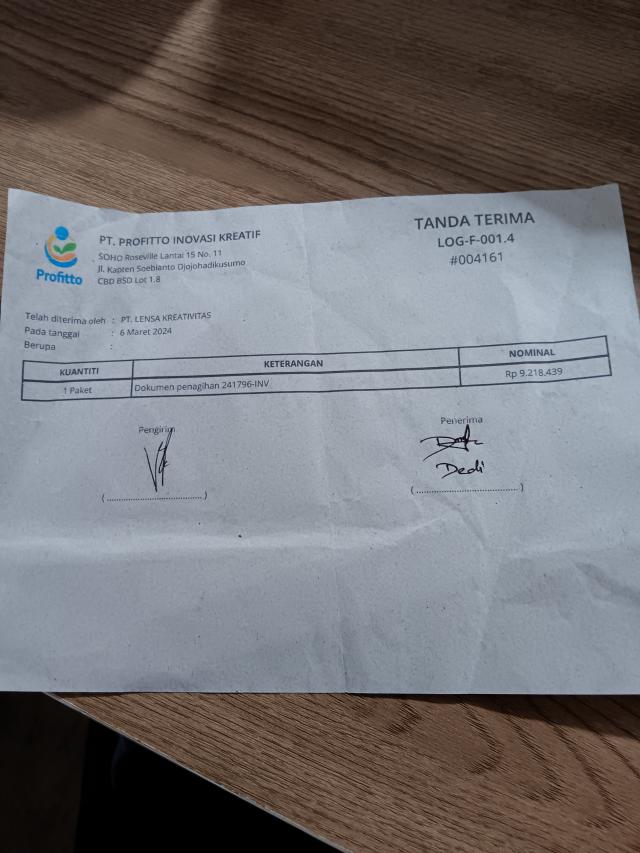 Profitto
PT. PROFITTO INOVASI KREATIF
SOHO Roseville Lantai 15 No. 11
Jl. Kapten Soebianto Djojohadikusumo
CBD BSD Lot 1.8
TANDA TERIMA
LOG-F-001.4
#004161
Telah diterima oleh : PT. LENSA KREATIVITAS
Pada tanggal : 6 Maret 2024
Berupa :
KUANTITI KETERANGAN NOMINAL
1 Paket Dokumen penagihan 241796-INV Rp 9.218.439
Pengirim Penerima
Dedi
(....................................) (.......................................)